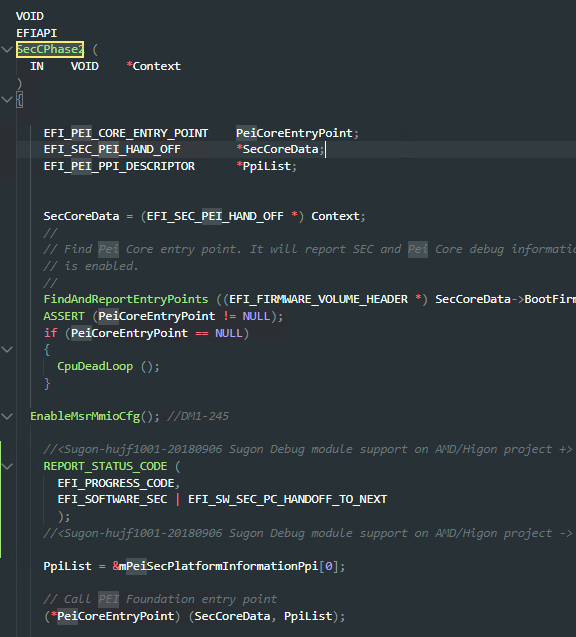 VOID
EFIAPI
SecCPhase2 (
IN VOID *Context
)
{
EFI_PEI_CORE_ENTRY_POINT PeiCoreEntryPoint;
EFI_SEC_PEI_HAND_OFF *SecCoreData;
EFI_PEI_PPI_DESCRIPTOR *PpiList;
SecCoreData = (EFI_SEC_PEI_HAND_OFF *) Context;
//
// Find Pei Core entry point. It will report SEC and Pei Core debug informatio
// is enabled.
//
FindAndReportEntryPoints ((EFI_FIRMWARE_VOLUME_HEADER *) SecCoreData->BootFirm
ASSERT (PeiCoreEntryPoint != NULL);
if (PeiCoreEntryPoint == NULL)
{
CpuDeadLoop ();
}
EnableMsrMmioCfg(); //DM1-245
//<Sugon-hujf1001-20180906 Sugon Debug module support on AMD/Higon project +>
REPORT_STATUS_CODE (
EFI_PROGRESS_CODE,
EFI_SOFTWARE_SEC | EFI_SW_SEC_PC_HANDOFF_TO_NEXT
);
//<Sugon-hujf1001-20180906 Sugon Debug module support on AMD/Higon project ->
PpiList = &mPeiSecPlatformInformationPpi[0];
// Call PEI Foundation entry point
(*PeiCoreEntryPoint) (SecCoreData, PpiList);